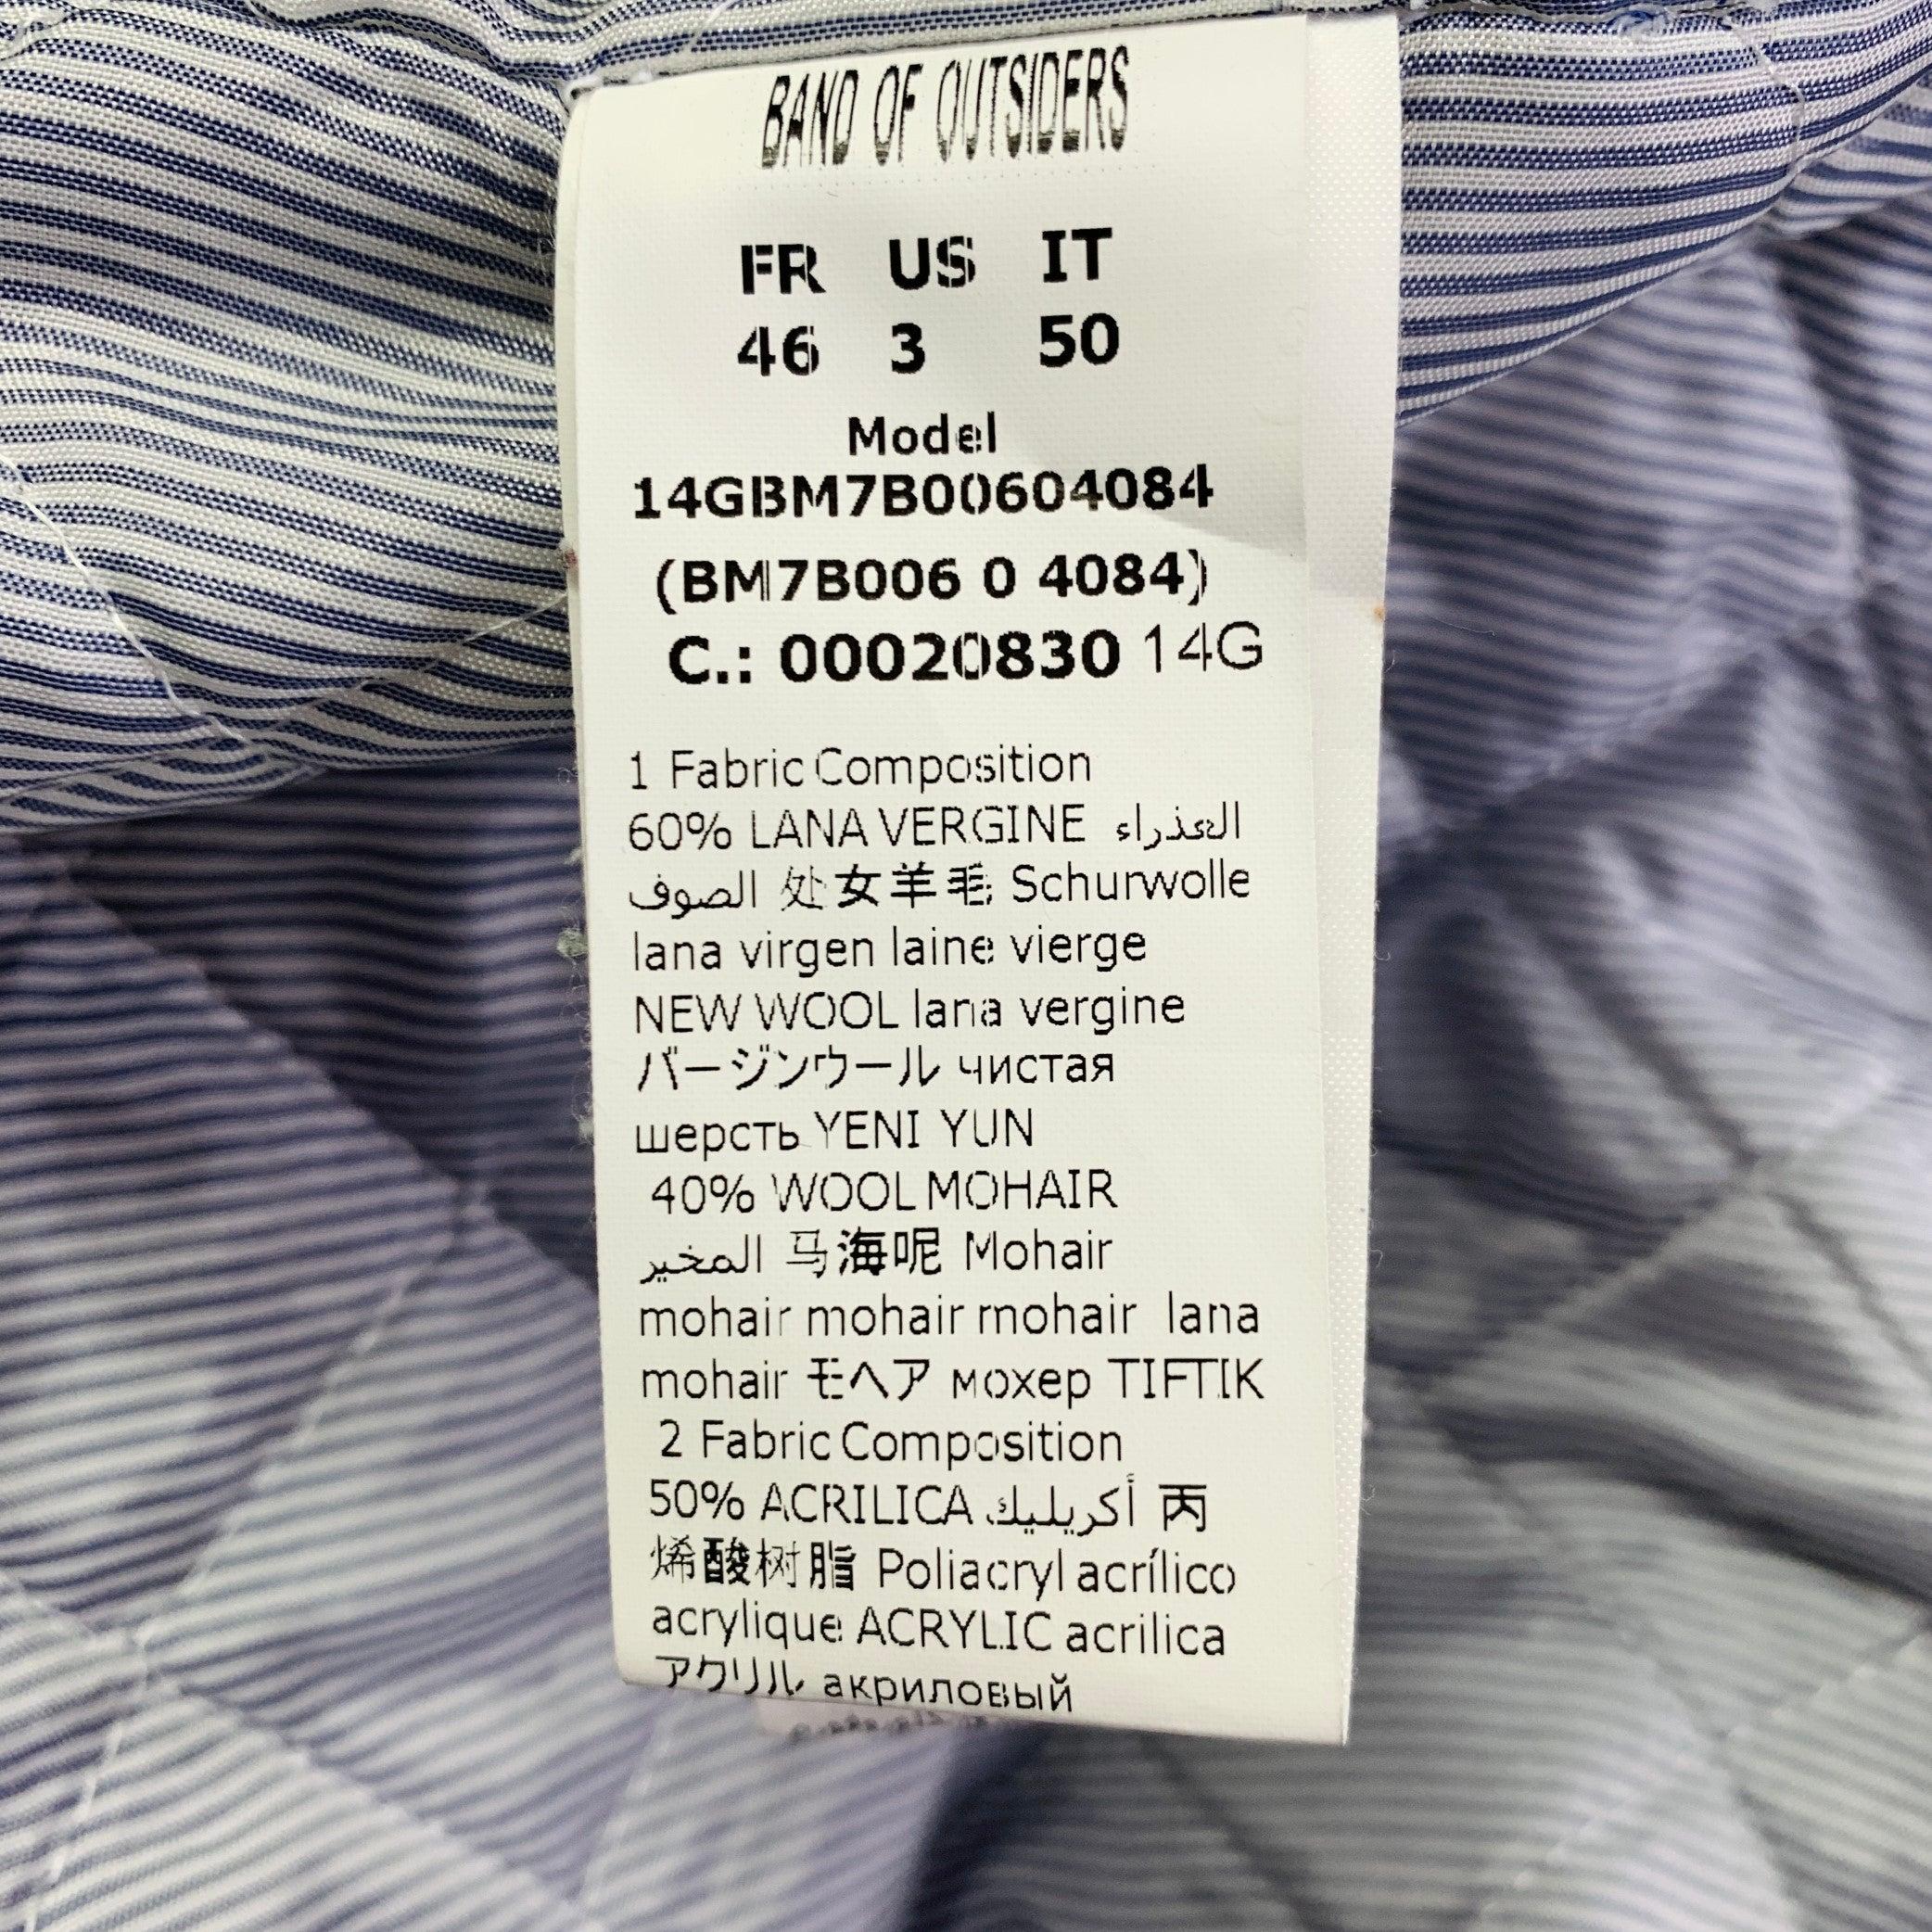 BAND OF OUTSIDERS
FR US IT
46 3 50
Model
14GBM7B00604084
(BM7B006 0 4084)
C.: 00020830 14G
1 Fabric Composition
60% LANA VERGINE العذراء
الصوف 处女羊毛 Schurwolle
lana virgen laine vierge
NEW WOOL lana vergine
バージンウール чистая
шерсть YENI YUN
40% WOOL MOHAIR
المخير 马海呢 Mohair
mohair mohair mohair lana
mohair モヘア мохер TIFTIK
2 Fabric Composition
50% ACRILICA أكريليك 丙
烯酸树脂 Poliacryl acrílico
acrylique ACRYLIC acrilica
アクリル акриловый